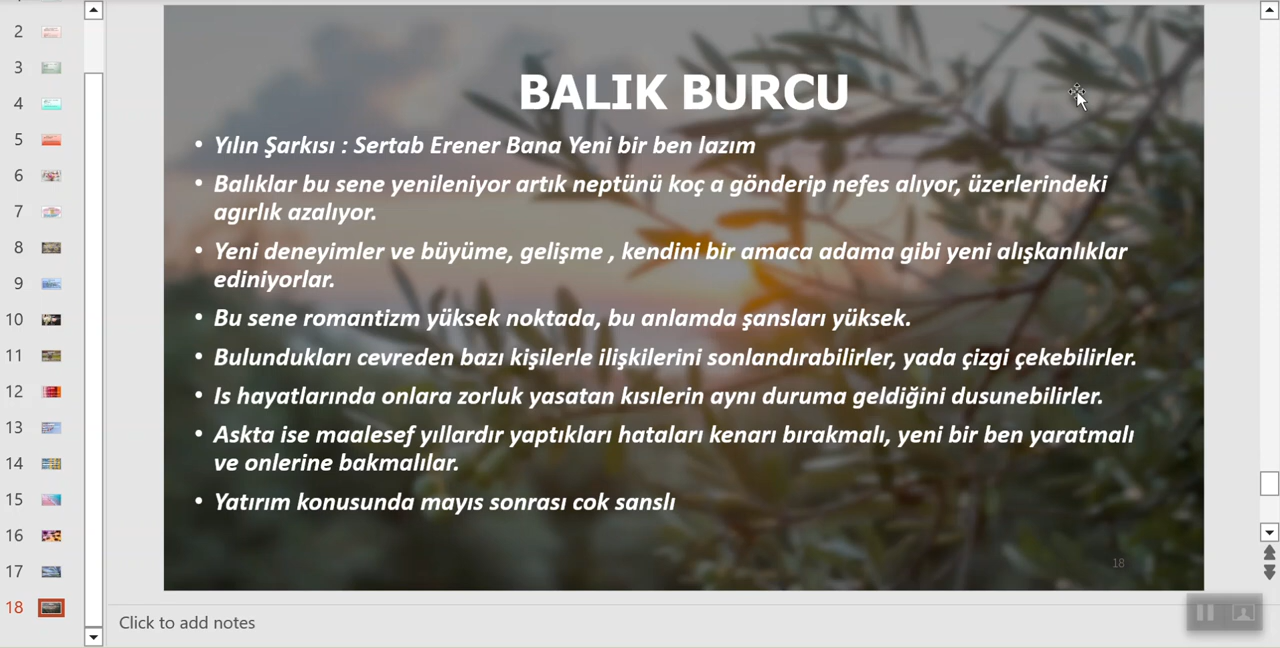 2
3
4
5
6
7
8
9
10
11
12
13
14
15
16
17
18
BALIK BURCU
• Yılın Şarkısı : Sertab Erener Bana Yeni bir ben lazım
• Balıklar bu sene yenileniyor artık neptünü koç a gönderip nefes alıyor, üzerlerindeki
agırlık azalıyor.
• Yeni deneyimler ve büyüme, gelişme , kendini bir amaca adama gibi yeni alışkanlıklar
ediniyorlar.
• Bu sene romantizm yüksek noktada, bu anlamda şansları yüksek.
• Bulundukları cevreden bazı kişilerle ilişkilerini sonlandırabilirler, yada çizgi çekebilirler.
• Is hayatlarında onlara zorluk yasatan kısılerin aynı duruma geldiğini dusunebilirler.
• Askta ise maalesef yıllardır yaptıkları hataları kenarı bırakmalı, yeni bir ben yaratmalı
ve onlerine bakmalılar.
• Yatırım konusunda mayıs sonrası cok sanslı
18
Click to add notes